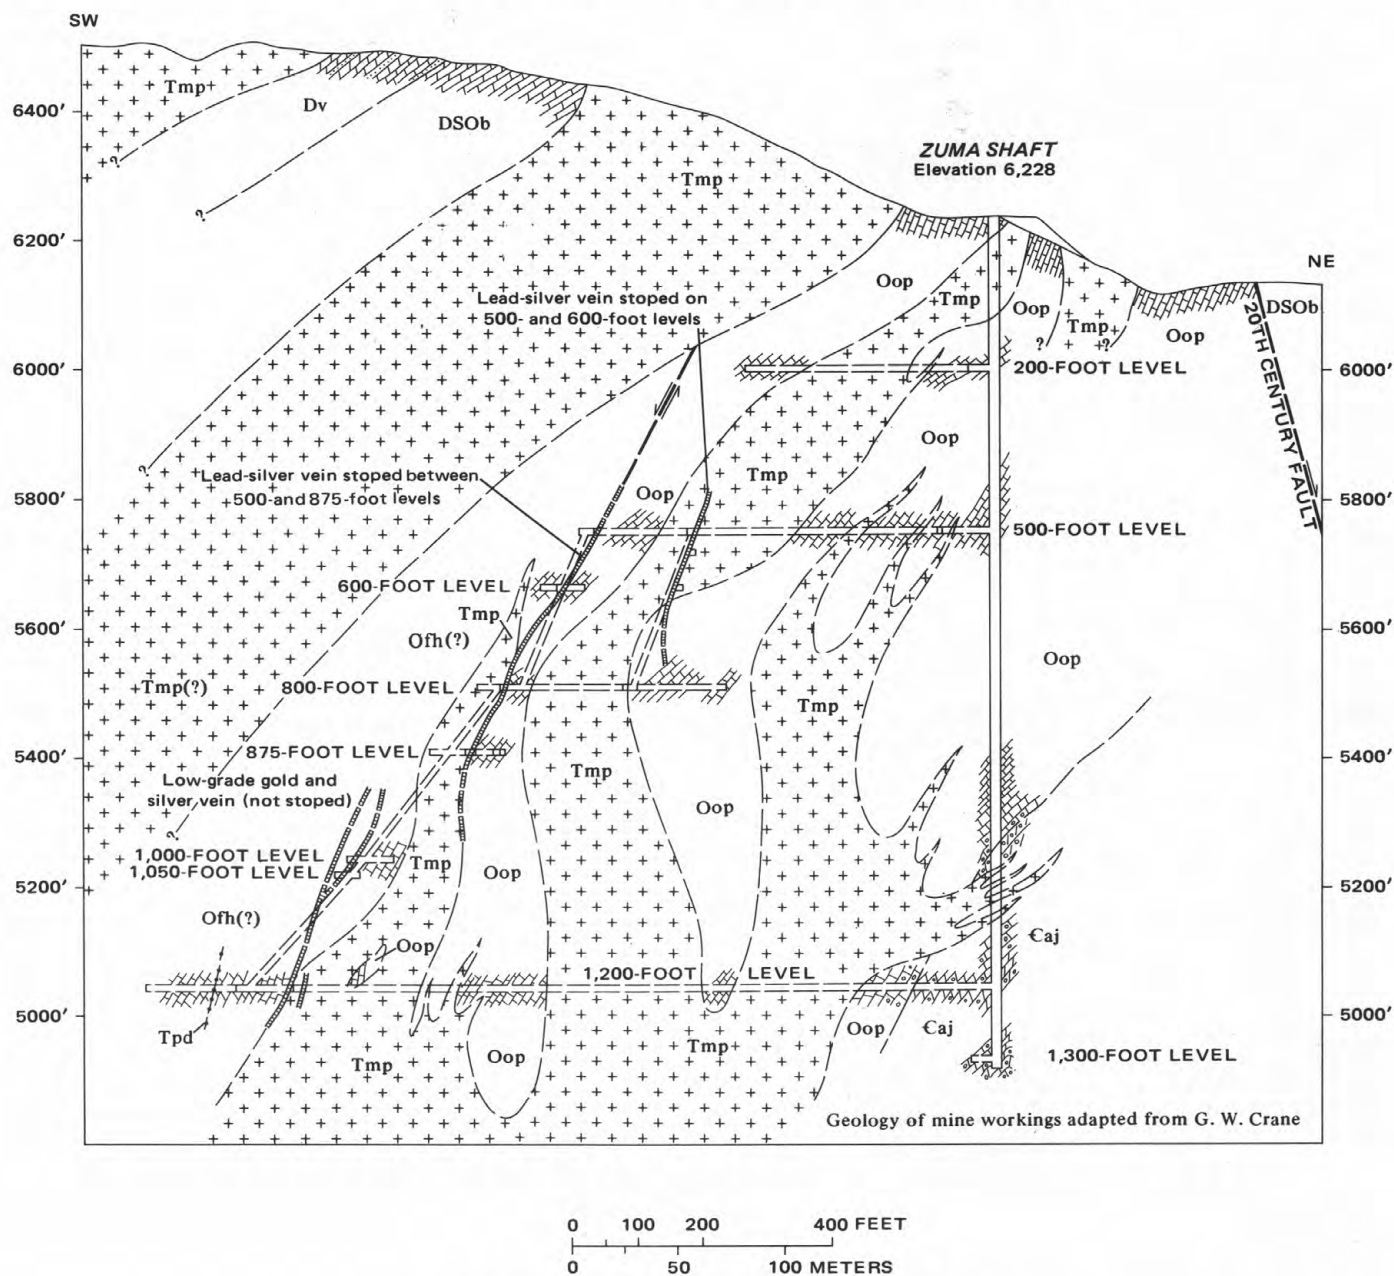 SW
ZUMA SHAFT
Elevation 6,228
NE
6400'
6200'
6000'
5800'
5600'
5400'
5200'
5000'
6200'
6000'
5800'
5600'
5400'
5200'
5000'
Tmp
Dv
DSOb
Tmp
?
?
Oop
Tmp
Oop
Tmp
Oop
DSOb
?
?
20TH CENTURY FAULT
Lead-silver vein stoped on
500- and 600-foot levels
200-FOOT LEVEL
?
Lead-silver vein stoped between
500-and 875-foot levels
Oop
Tmp
Oop
500-FOOT LEVEL
600-FOOT LEVEL
Tmp
Ofh(?)
Oop
Tmp(?)
800-FOOT LEVEL
Tmp
875-FOOT LEVEL
Tmp
Low-grade gold and
silver vein (not stoped)
Oop
?
1,000-FOOT LEVEL
1,050-FOOT LEVEL
Tmp
Oop
Ofh(?)
Oop
Ꞓaj
1,200-FOOT LEVEL
Tpd
Tmp
Oop
Tmp
Oop
Ꞓaj
1,300-FOOT LEVEL
Geology of mine workings adapted from G. W. Crane
0 100 200 400 FEET
0 50 100 METERS